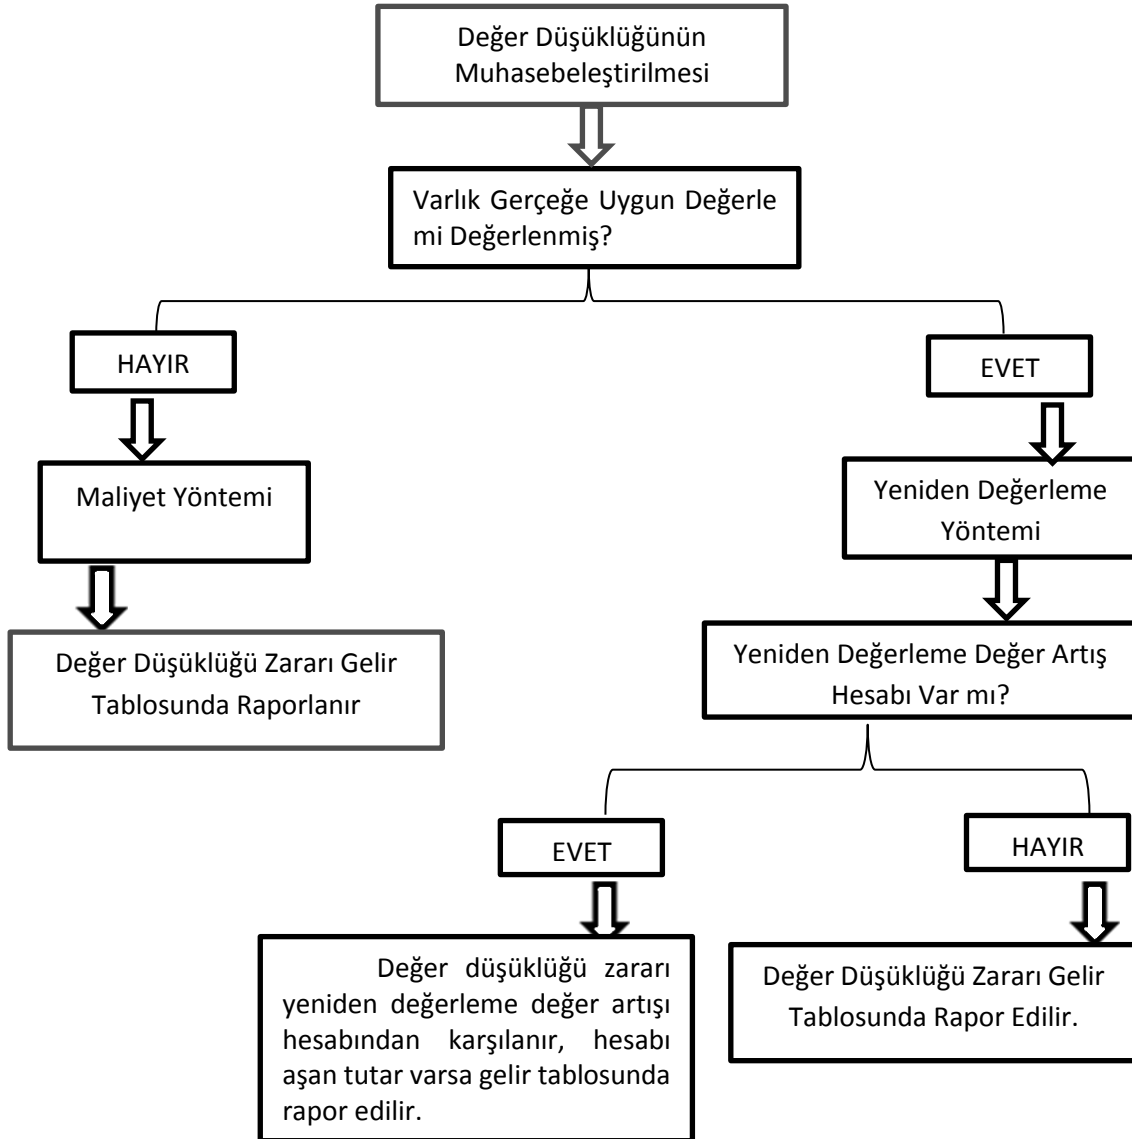 Değer Düşüklüğünün
Muhasebeleştirilmesi
Varlık Gerçeğe Uygun Değerle
mi Değerlenmiş?
HAYIR
EVET
Maliyet Yöntemi
Yeniden Değerleme
Yöntemi
Değer Düşüklüğü Zararı Gelir
Tablosunda Raporlanır
Yeniden Değerleme Değer Artış
Hesabı Var mı?
EVET
HAYIR
Değer düşüklüğü zararı
yeniden değerleme değer artışı
hesabından karşılanır, hesabı
aşan tutar varsa gelir tablosunda
rapor edilir.
Değer Düşüklüğü Zararı Gelir
Tablosunda Rapor Edilir.